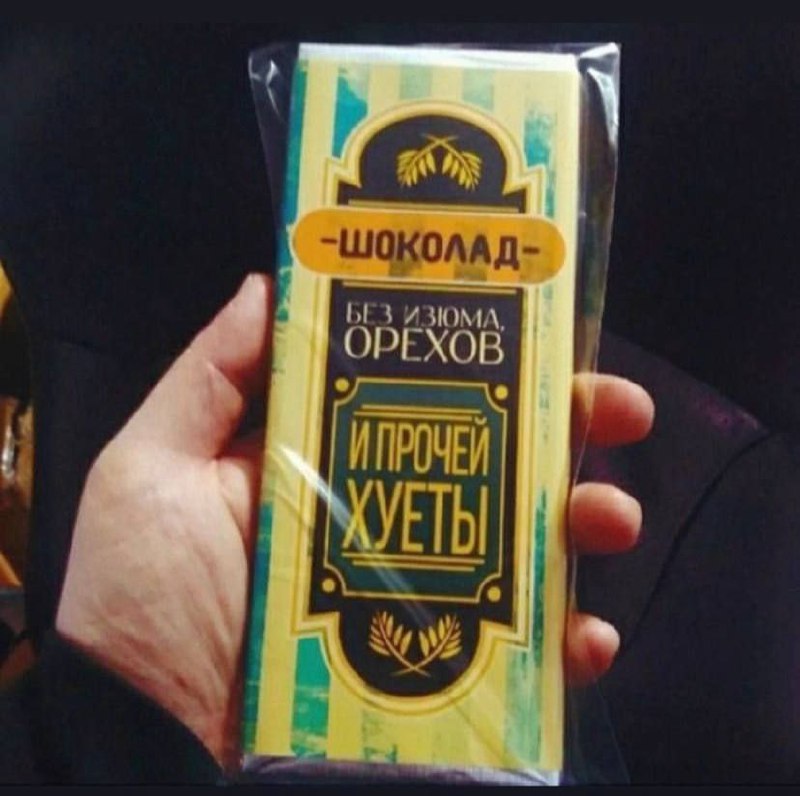 -ШОКОЛАД-
БЕЗ ИЗЮМА,
ОРЕХОВ
И ПРОЧЕЙ
ХУЕТЫ